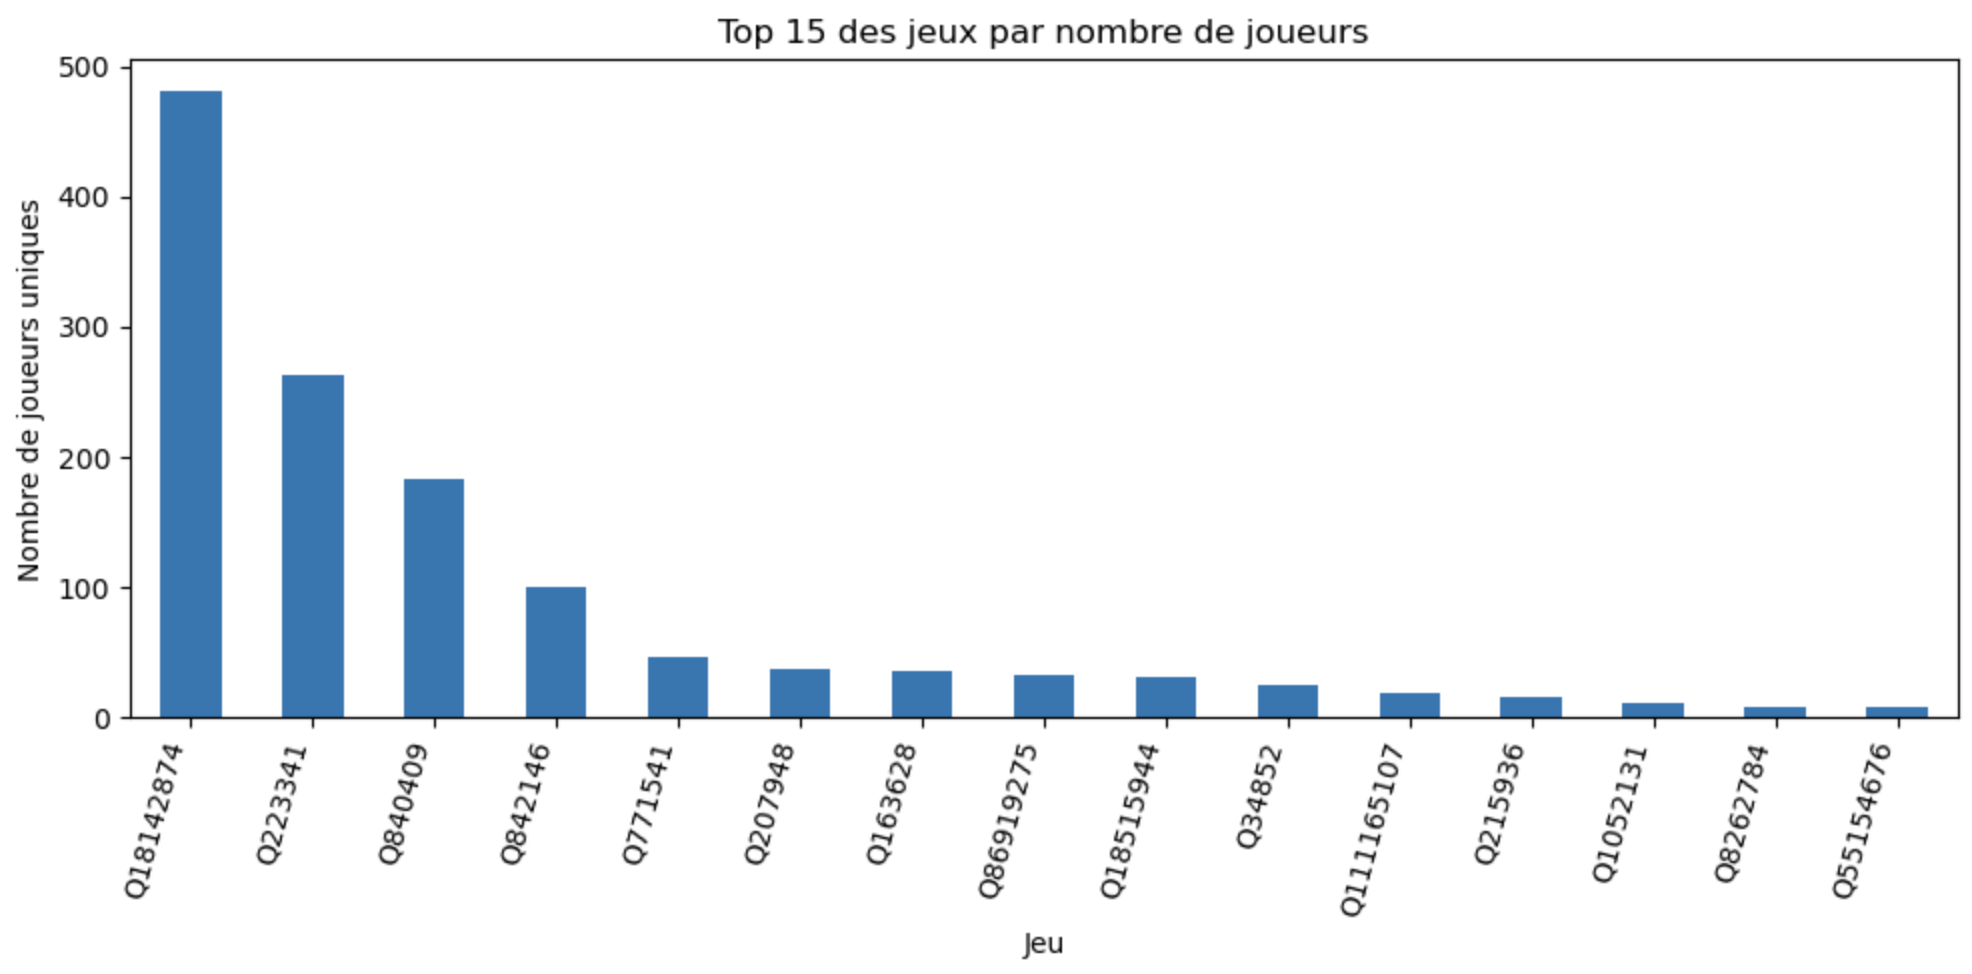 Top 15 des jeux par nombre de joueurs
Nombre de joueurs uniques
500
400
300
200
100
0
Q18142874
Q223341
Q840409
Q842146
Q771541
Q207948
Q163628
Q86919275
Q18515944
Q34852
Q111165107
Q215936
Q1052131
Q8262784
Q55154676
Jeu